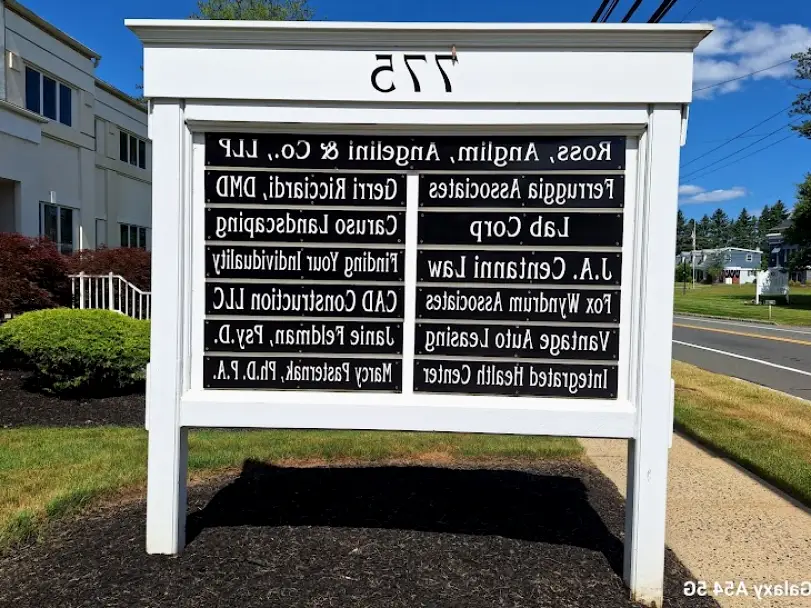 775
Ross, Anglim, Angelini & Co., LLP
Ferruggia Associates
Gerri Ricciardi, DMD
Lab Corp
Caruso Landscaping
J.A. Centanni Law
Finding Your Individuality
Fox Wyndrum Associates
CAD Construction LLC
Vantage Auto Leasing
Janie Feldman, Psy.D.
Integrated Health Center
Marcy Pasternak, Ph.D. P.A.
Galaxy A54 5G